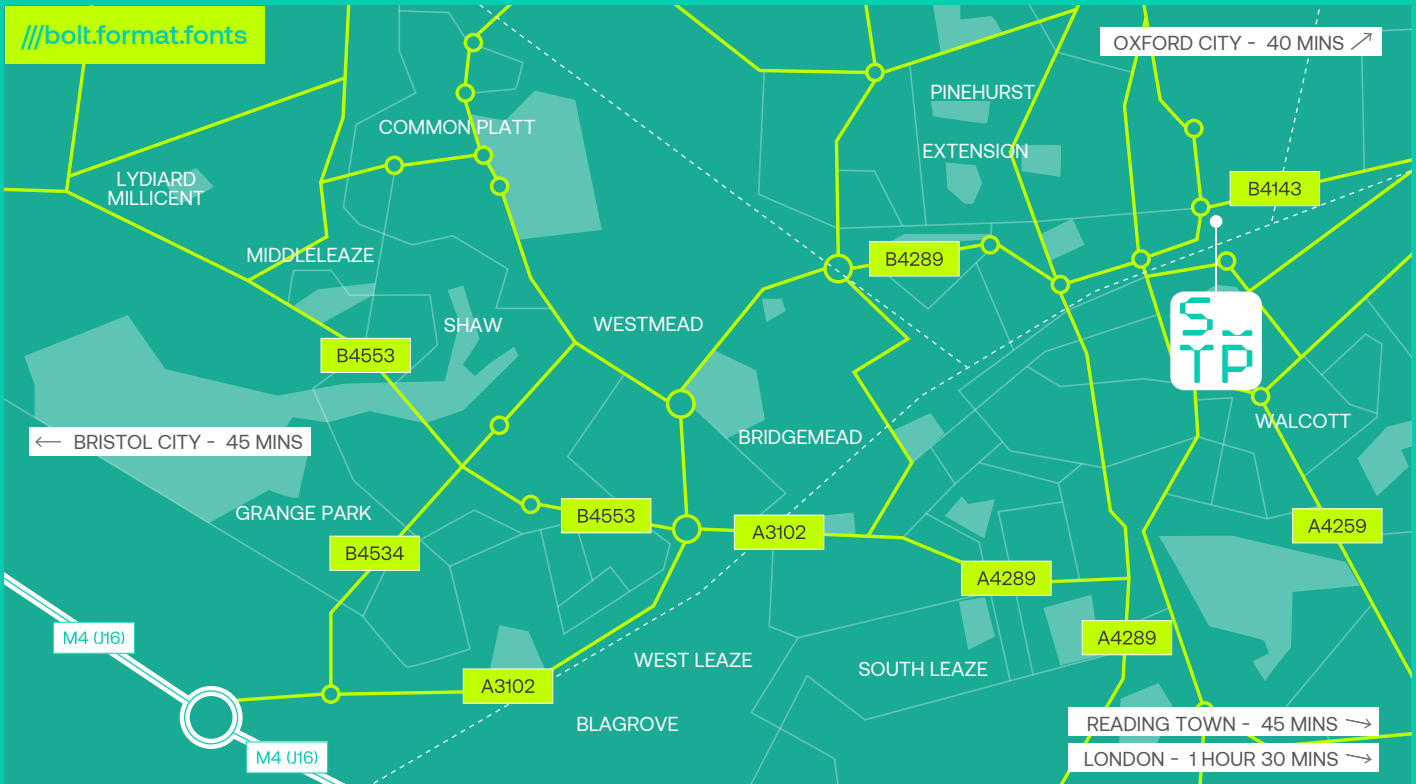 ///bolt.format.fonts
OXFORD CITY - 40 MINS
PINEHURST
COMMON PLATT
EXTENSION
LYDIARD
MILLICENT
B4143
MIDDLELEAZE
B4289
SHAW
WESTMEAD
S M
T P
B4553
WALCOTT
BRISTOL CITY - 45 MINS
BRIDGEMEAD
GRANGE PARK
B4553
A3102
A4259
B4534
A4289
M4 (J16)
A4289
WEST LEAZE
SOUTH LEAZE
A3102
BLAGROVE
READING TOWN - 45 MINS
M4 (J16)
LONDON - 1 HOUR 30 MINS